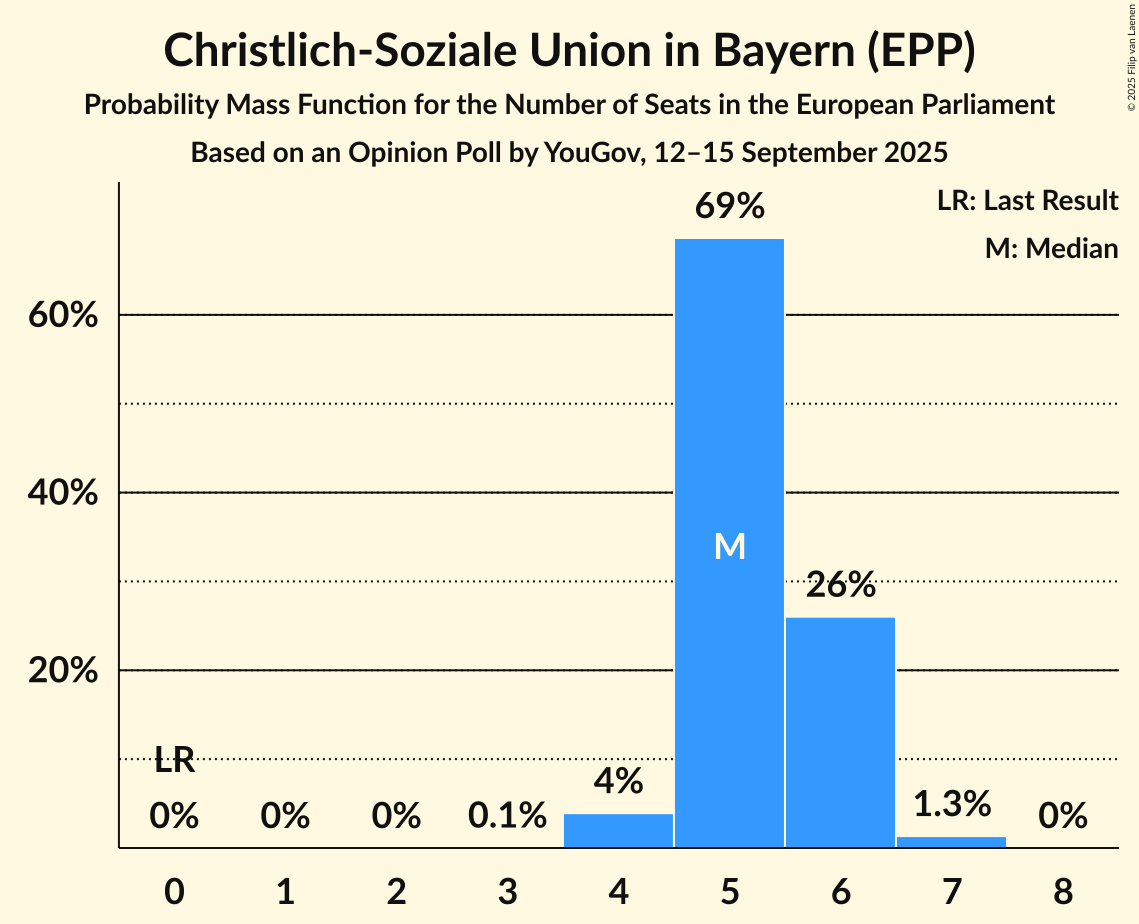 Christlich-Soziale Union in Bayern (EPP)
Probability Mass Function for the Number of Seats in the European Parliament
Based on an Opinion Poll by YouGov, 12–15 September 2025
© 2025 Filip van Laenen
LR: Last Result
M: Median
69%
60%
40%
M
26%
20%
LR
4%
0% 0% 0% 0.1% 1.3% 0%
0 1 2 3 4 5 6 7 8